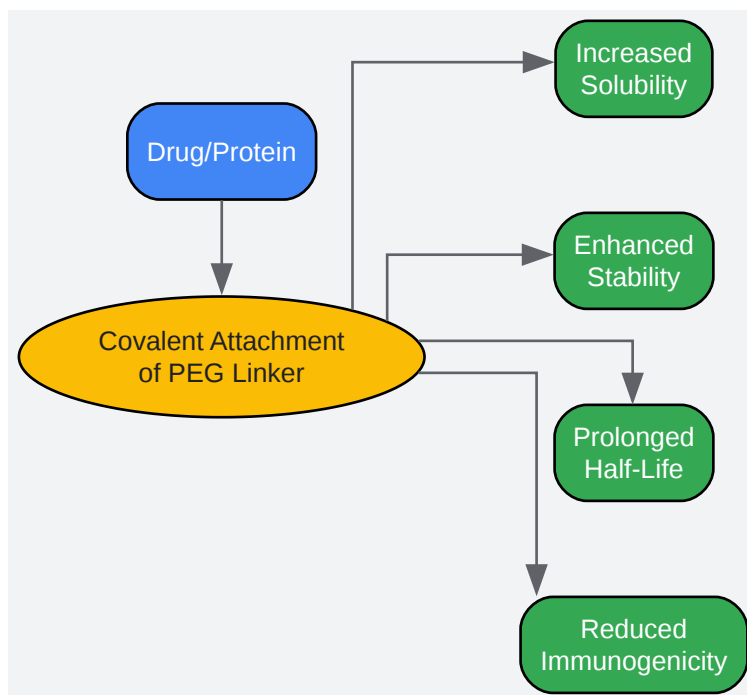 Increased
Solubility
Drug/Protein
Enhanced
Stability
Covalent Attachment
of PEG Linker
Prolonged
Half-Life
Reduced
Immunogenicity